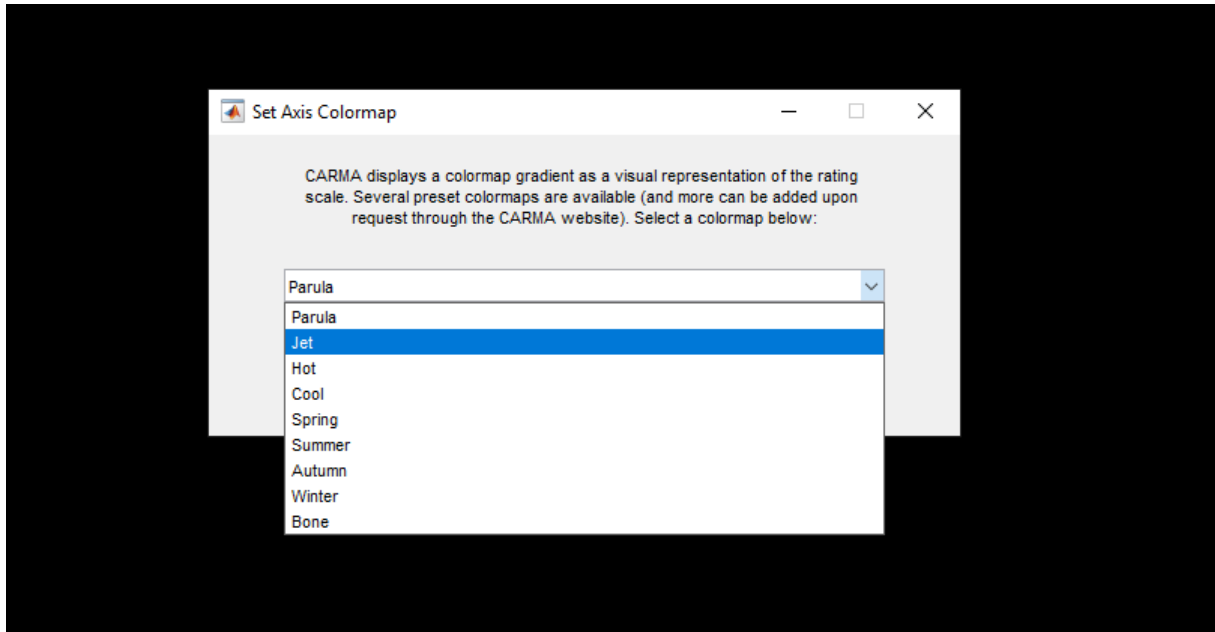 Set Axis Colormap
CARMA displays a colormap gradient as a visual representation of the rating
scale. Several preset colormaps are available (and more can be added upon
request through the CARMA website). Select a colormap below:
Parula
Parula
Jet
Hot
Cool
Spring
Summer
Autumn
Winter
Bone